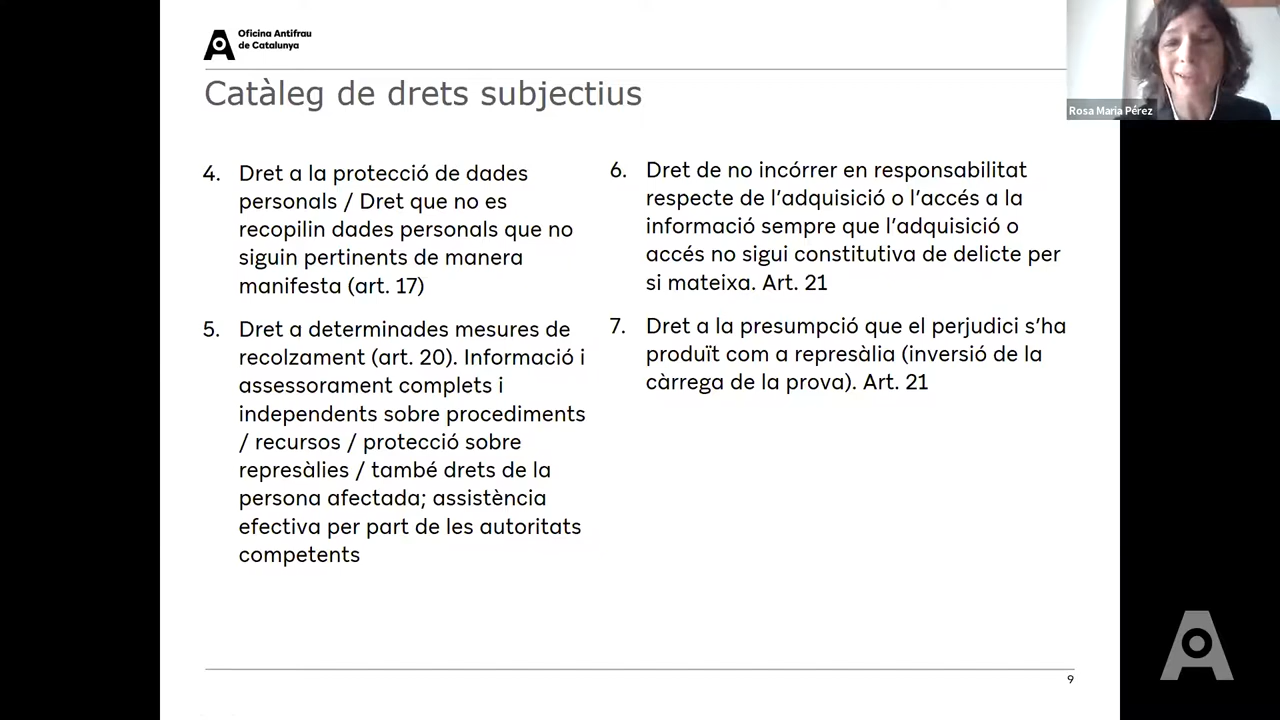 Oficina Antifrau
de Catalunya
Catàleg de drets subjectius
Rosa Maria Pérez
4. Dret a la protecció de dades
personals / Dret que no es
recopilin dades personals que no
siguin pertinents de manera
manifesta (art. 17)
5. Dret a determinades mesures de
recolzament (art. 20). Informació i
assessorament complets i
independents sobre procediments
/ recursos / protecció sobre
represàlies / també drets de la
persona afectada; assistència
efectiva per part de les autoritats
competents
6. Dret de no incórrer en responsabilitat
respecte de l’adquisició o l’accés a la
informació sempre que l’adquisició o
accés no sigui constitutiva de delicte per
si mateixa. Art. 21
7. Dret a la presumpció que el perjudici s’ha
produït com a represàlia (inversió de la
càrrega de la prova). Art. 21
9